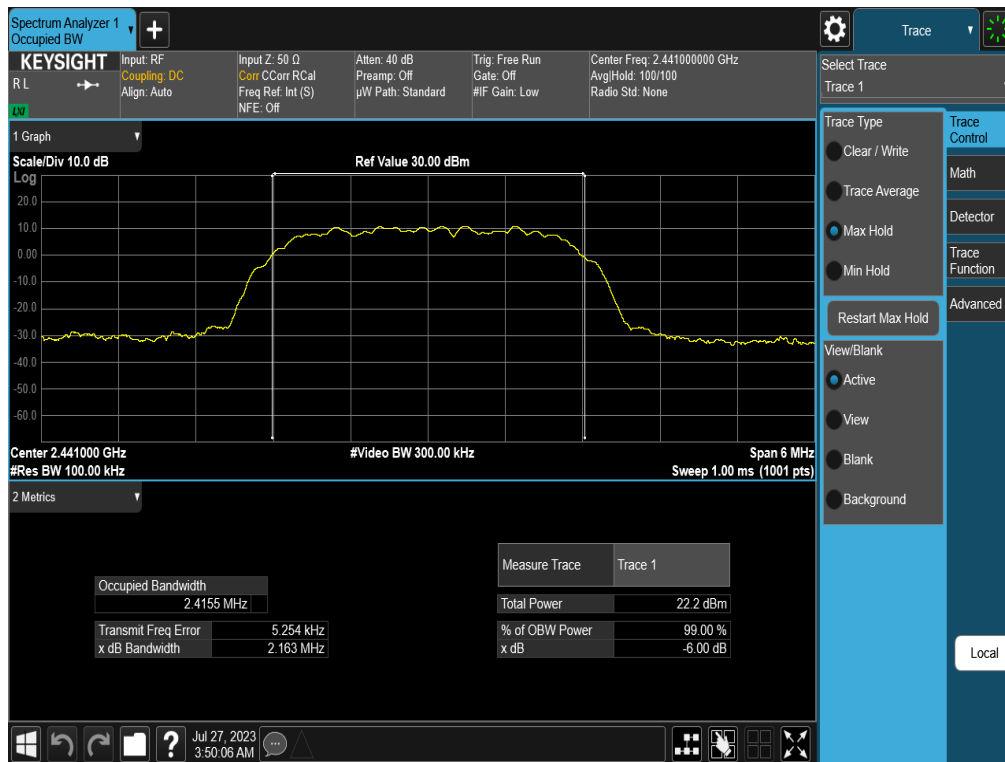 Spectrum Analyzer 1
Occupied BW
+
Trace
KEYSIGHT
R L
LXI
Input: RF
Coupling: DC
Align: Auto
Input Z: 50 Ω
Corr CCorr RCal
Freq Ref: Int (S)
NFE: Off
Atten: 40 dB
Preamp: Off
µW Path: Standard
Trig: Free Run
Gate: Off
#IF Gain: Low
Center Freq: 2.441000000 GHz
Avg|Hold: 100/100
Radio Std: None
Select Trace
Trace 1
1 Graph
Scale/Div 10.0 dB
Ref Value 30.00 dBm
Log
20.0
10.0
0.00
-10.0
-20.0
-30.0
-40.0
-50.0
-60.0
Center 2.441000 GHz
#Video BW 300.00 kHz
Span 6 MHz
#Res BW 100.00 kHz
Sweep 1.00 ms (1001 pts)
Trace Type
Clear / Write
Trace Average
Max Hold
Min Hold
Restart Max Hold
View/Blank
Active
View
Blank
Background
Trace
Control
Math
Detector
Trace
Function
Advanced
Local
2 Metrics
Measure Trace Trace 1
Occupied Bandwidth
2.4155 MHz
Total Power 22.2 dBm
Transmit Freq Error 5.254 kHz
% of OBW Power 99.00 %
x dB Bandwidth 2.163 MHz
x dB -6.00 dB
?
Jul 27, 2023
3:50:06 AM